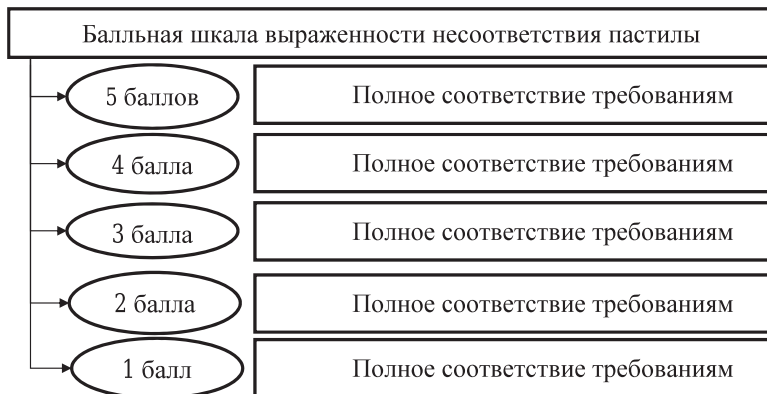 Балльная шкала выраженности несоответствия пастилы
5 баллов Полное соответствие требованиям
4 балла Полное соответствие требованиям
3 балла Полное соответствие требованиям
2 балла Полное соответствие требованиям
1 балл Полное соответствие требованиям